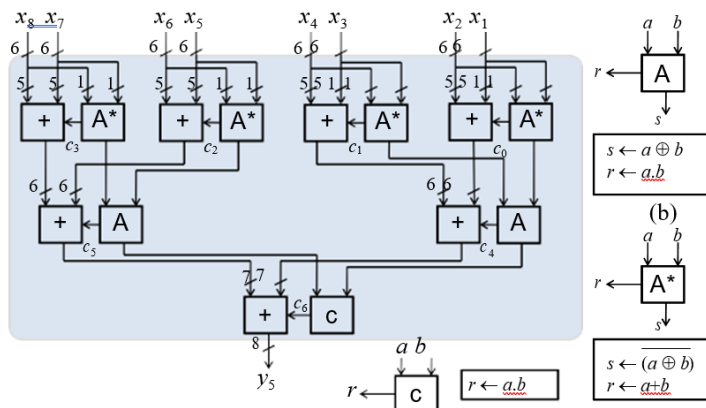 x8 x7 x6 x5 x4 x3 x2 x1 a b
6 6 6 6 6 6 6 6
r A
5 5 1 1 5 5 1 1 5 5 1 1 5 5 1 1
+ A* + A* + A* + A*
s
c3 c2 c1 c0
s ← a ⊕ b
r ← a.b
6 6 6 6
(b)
+ A + A
a b
c5 c4
r A*
7 7
c6
+ c
s
8
a b
s ← (a ⊕ b)
y5
r ← a.b
r ← a+b
r c